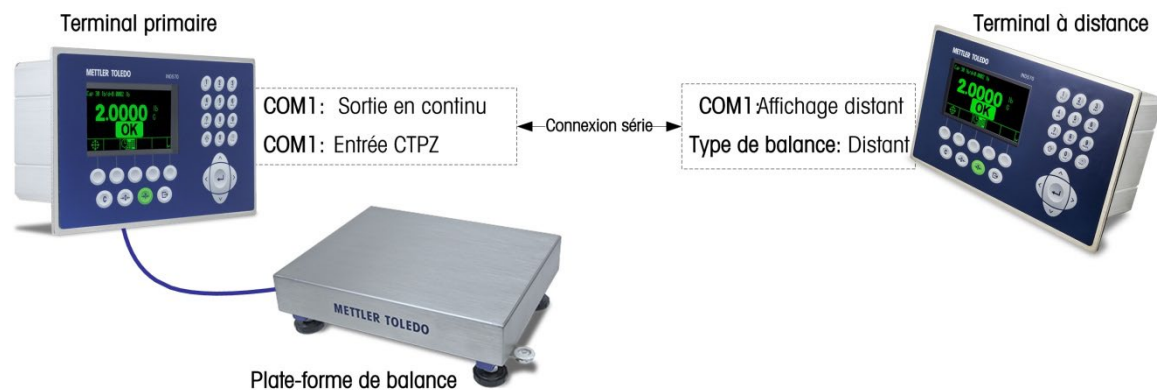 Terminal primaire
Terminal à distance
METTLER TOLEDO
IND570
2.0000
OK
COM1: Sortie en continu
COM1: Entrée CTPZ
Connexion série
COM1:Affichage distant
Type de balance: Distant
METTLER TOLEDO
2.0000
OK
METTLER TOLEDO
Plate-forme de balance